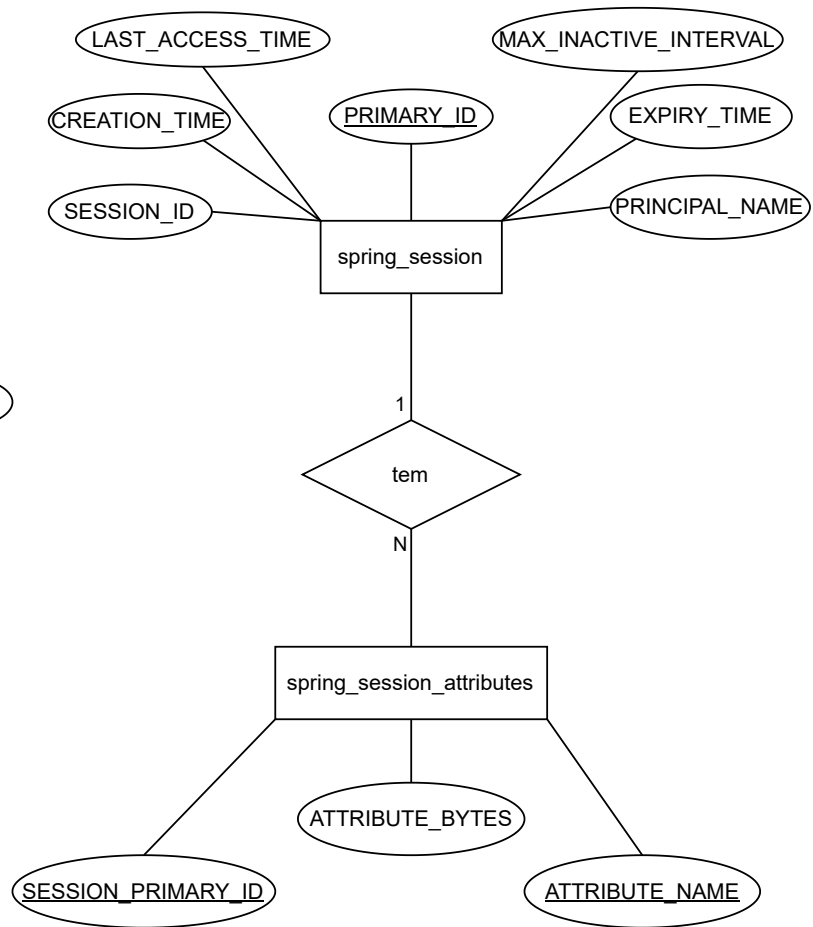 LAST_ACCESS_TIME
MAX_INACTIVE_INTERVAL
CREATION_TIME
PRIMARY_ID
EXPIRY_TIME
SESSION_ID
PRINCIPAL_NAME
spring_session
1
tem
N
spring_session_attributes
ATTRIBUTE_BYTES
SESSION_PRIMARY_ID
ATTRIBUTE_NAME